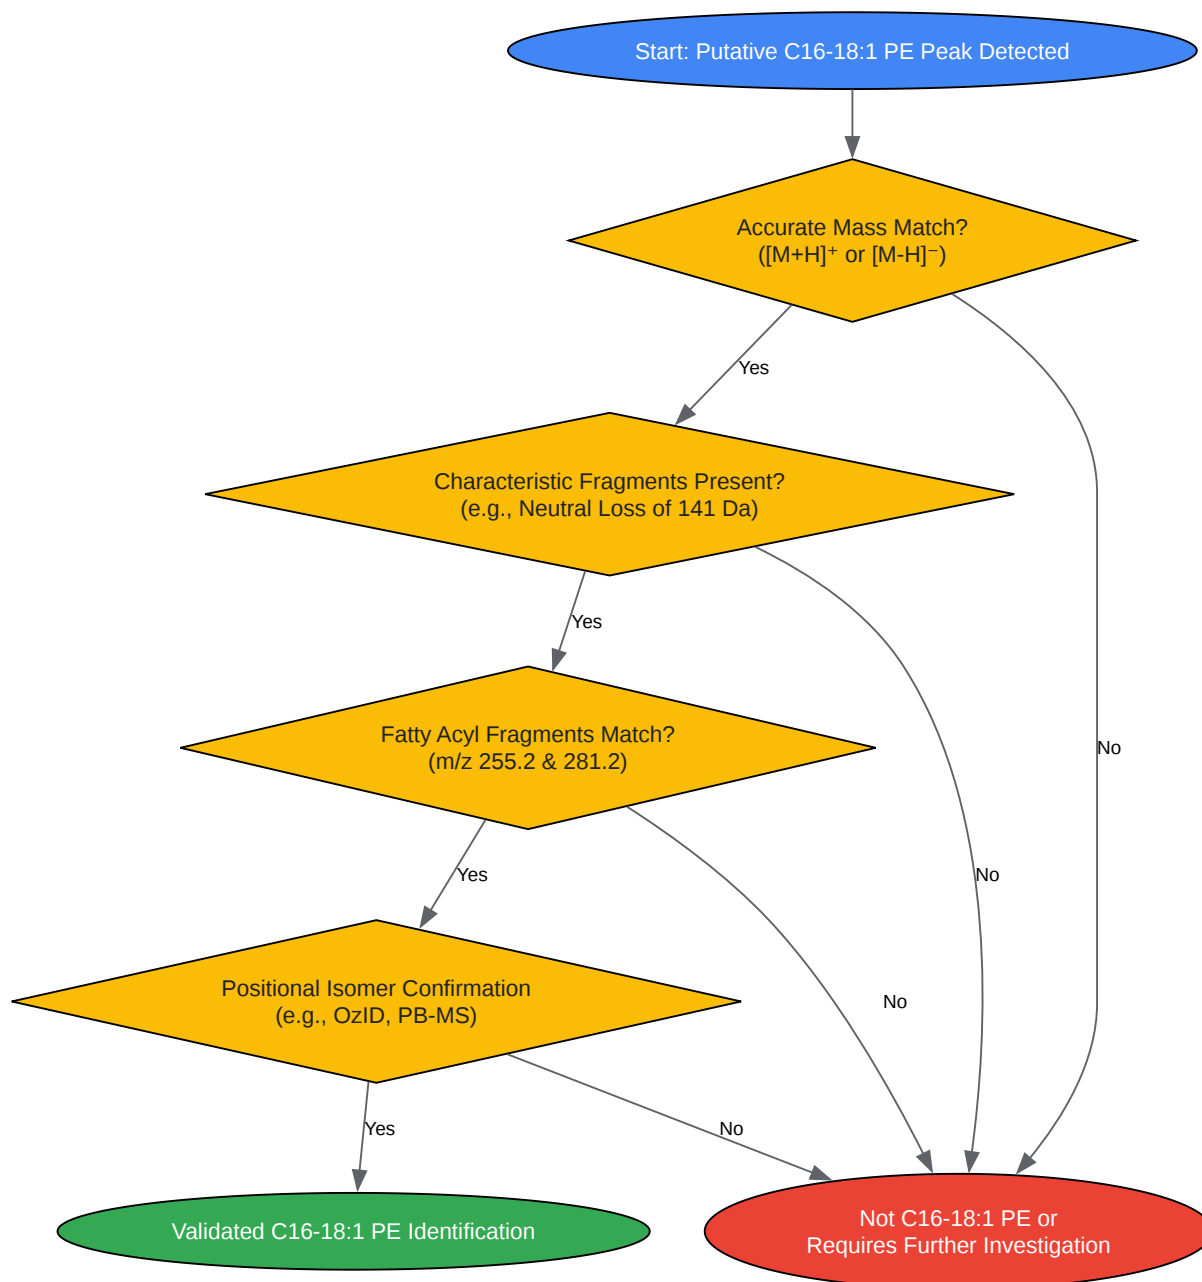 Start: Putative C16-18:1 PE Peak Detected
Accurate Mass Match?
([M+H]⁺ or [M-H]⁻)
Yes
Characteristic Fragments Present?
(e.g., Neutral Loss of 141 Da)
Yes
Fatty Acyl Fragments Match?
(m/z 255.2 & 281.2)
No
Yes
No
Positional Isomer Confirmation
(e.g., OzID, PB-MS)
No
Yes
No
Validated C16-18:1 PE Identification
Not C16-18:1 PE or
Requires Further Investigation